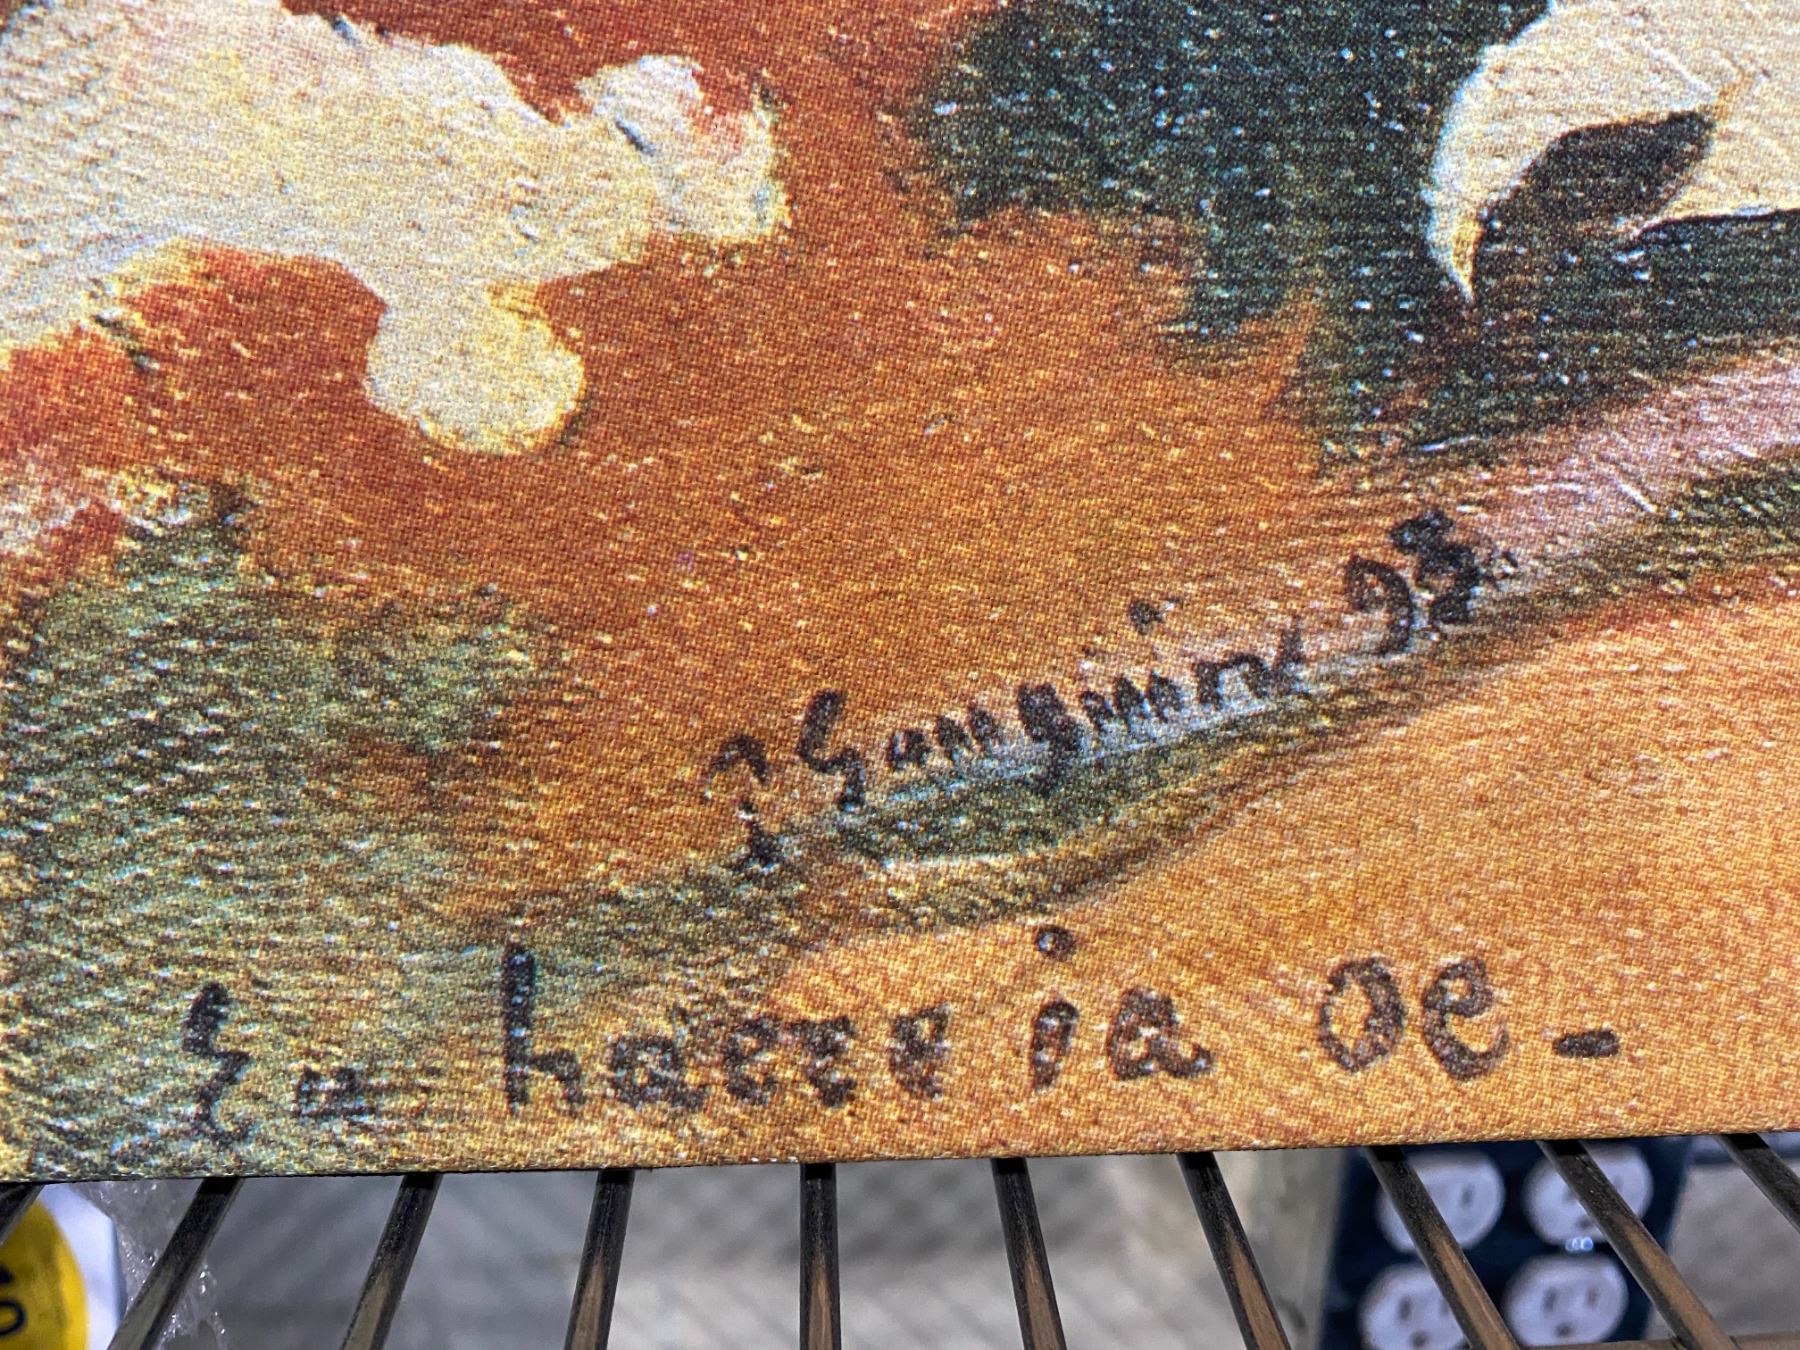 P Gauguin 93
Ea haere ia oe -